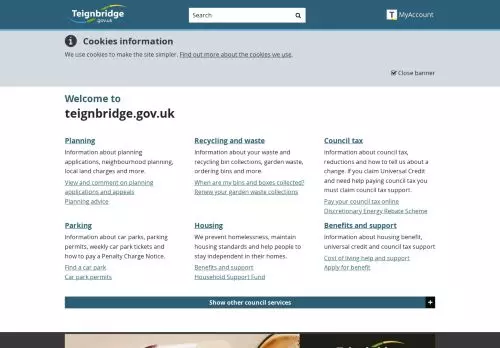 Teignbridge
gov.uk
Search
T MyAccount
Cookies information
We use cookies to make the site simpler. Find out more about the cookies we use.
Close banner
Welcome to
teignbridge.gov.uk
Planning
Information about planning
applications, neighbourhood planning,
local land charges and more.
View and comment on planning
applications and appeals
Planning advice
Recycling and waste
Information about your waste and
recycling bin collections, garden waste,
ordering bins and more.
When are my bins and boxes collected?
Renew your garden waste collections
Council tax
Information about council tax,
reductions and how to tell us about a
change. If you claim Universal Credit
and need help paying council tax you
must claim council tax support.
Pay your council tax online
Discretionary Energy Rebate Scheme
Parking
Information about car parks, parking
permits, weekly car park tickets and
how to pay a Penalty Charge Notice.
Find a car park
Car park permits
Housing
We prevent homelessness, maintain
housing standards and help people to
stay independent in their homes.
Benefits and support
Household Support Fund
Benefits and support
Information about housing benefit,
universal credit and council tax support
Cost of living help and support
Apply for benefit
Show other council services +
Teignbridge